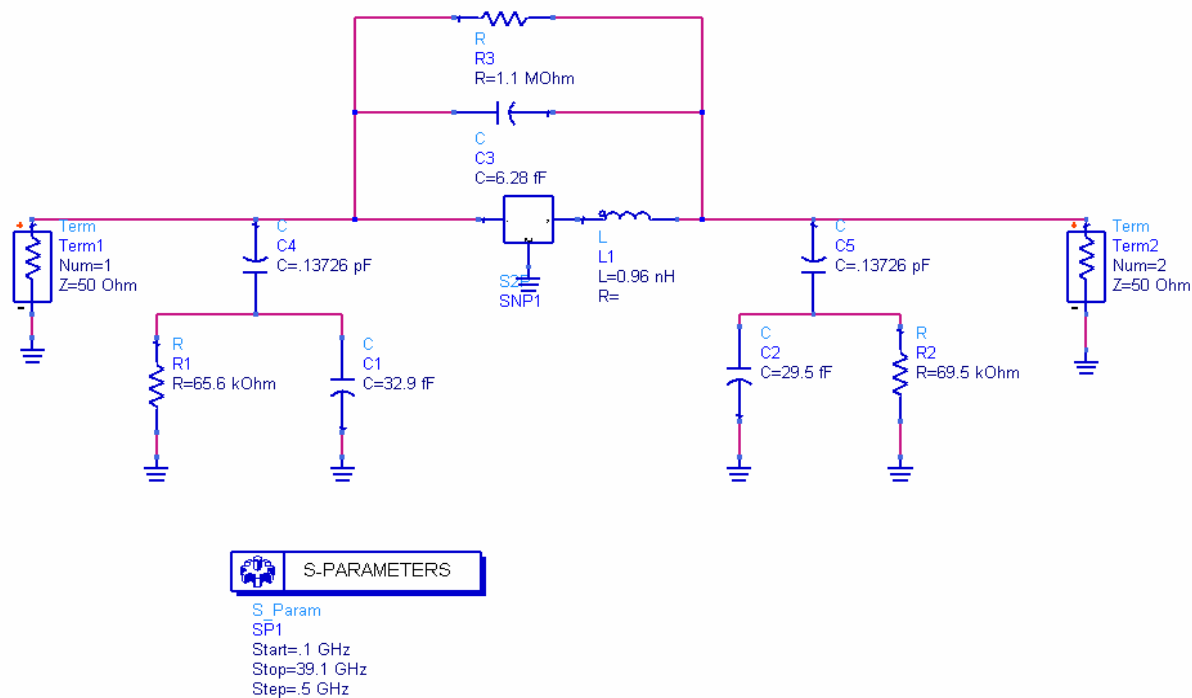 R
R3
R=1.1 MOhm
C
C3
C=6.28 fF
Term
Term1
Num=1
Z=50 Ohm
C
C4
C=.13726 pF
SNP1
L
L1
L=0.96 nH
R=
C
C5
C=.13726 pF
Term
Term2
Num=2
Z=50 Ohm
R
R1
R=65.6 kOhm
C
C1
C=32.9 fF
C
C2
C=29.5 fF
R
R2
R=69.5 kOhm
S-PARAMETERS
S_Param
SP1
Start=.1 GHz
Stop=39.1 GHz
Step=.5 GHz